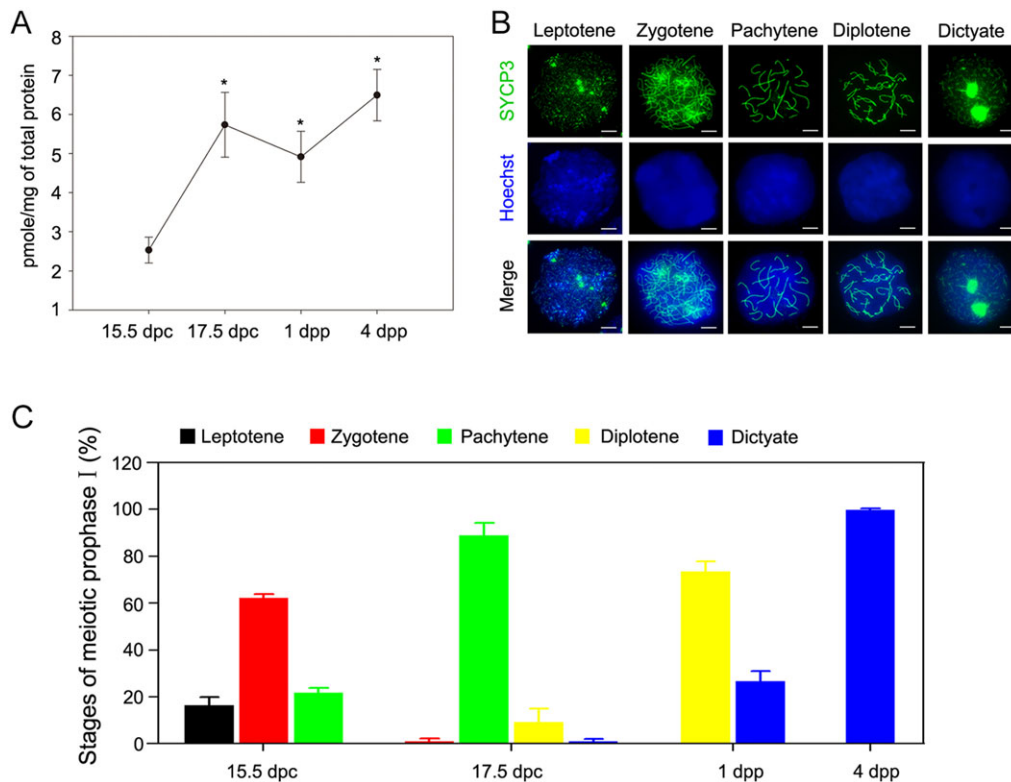 A
pmole/mg of total protein
8
7
6
5
4
3
2
1
*
*
*
15.5 dpc 17.5 dpc 1 dpp 4 dpp
B
Leptotene Zygotene Pachytene Diplotene Dictyate
SYCP3
Hoechst
Merge
C
Leptotene Zygotene Pachytene Diplotene Dictyate
Stages of meiotic prophase I (%)
120
100
80
60
40
20
0
15.5 dpc 17.5 dpc 1 dpp 4 dpp